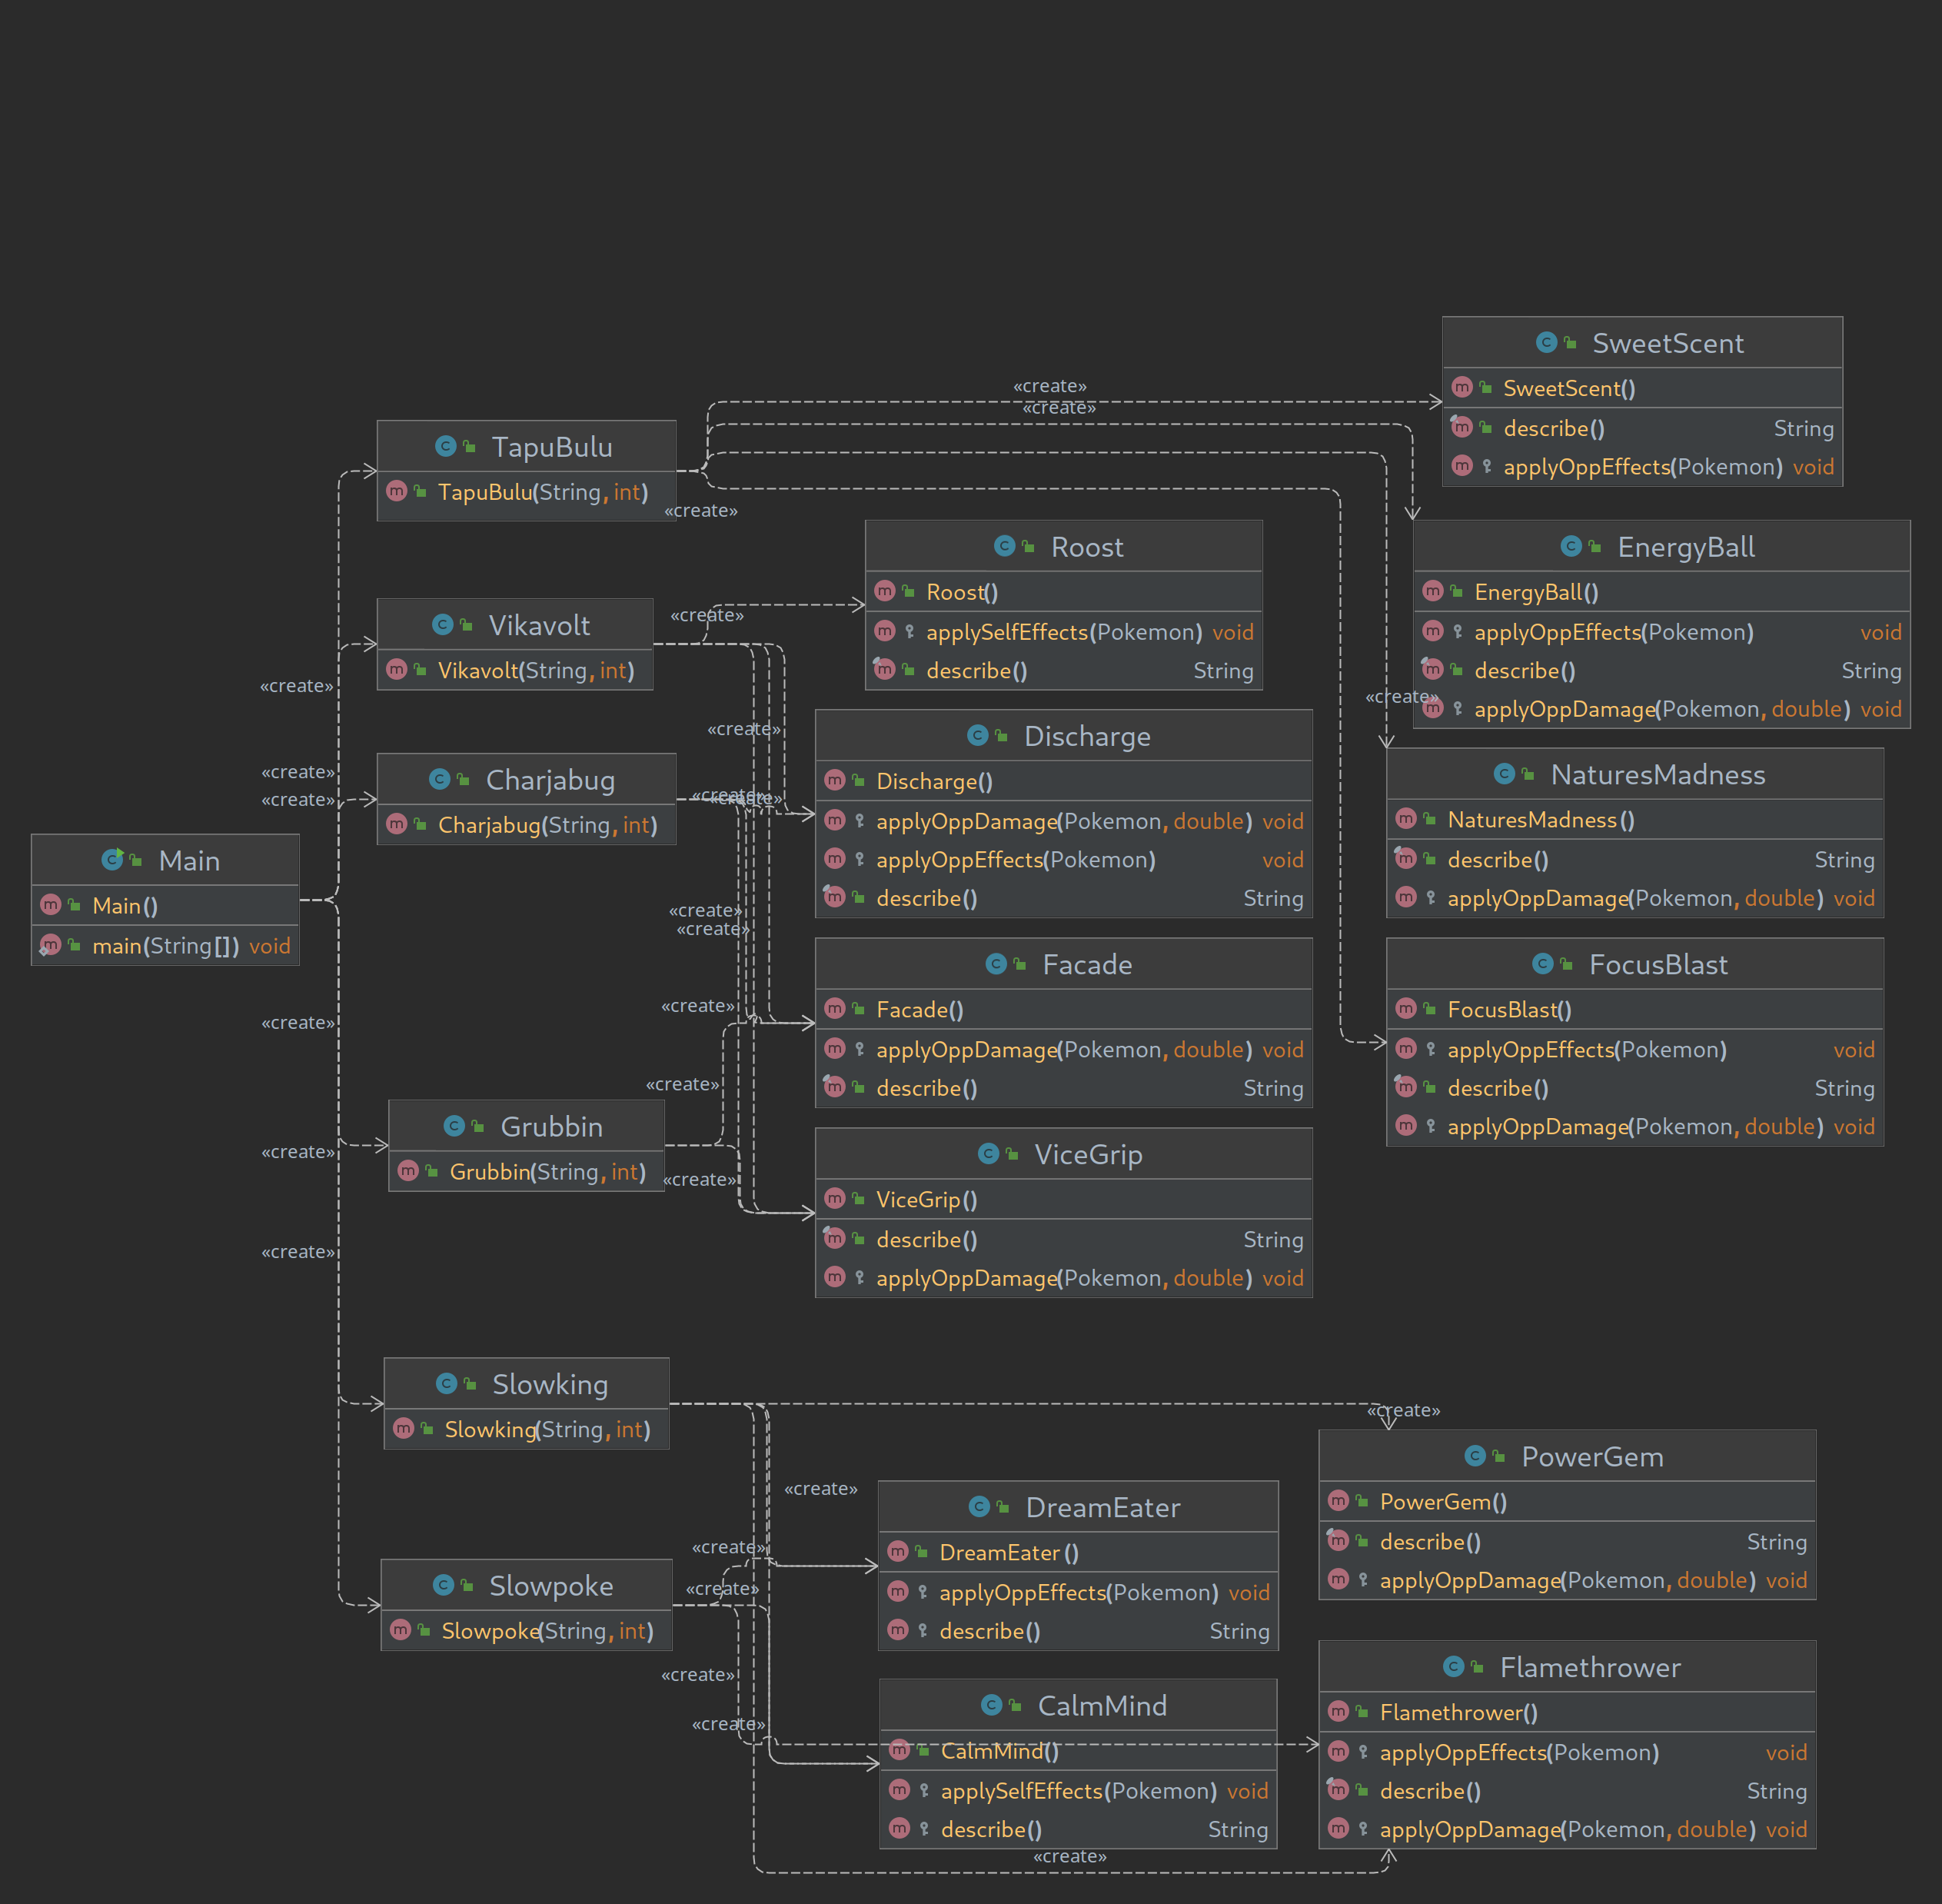 Main
Main()
main(String[]) void
«create»
«create»
«create»
«create»
«create»
«create»
TapuBulu
TapuBulu(String, int)
Vikavolt
Vikavolt(String, int)
Charjabug
Charjabug(String, int)
Grubbin
Grubbin(String, int)
Slowking
Slowking(String, int)
Slowpoke
Slowpoke(String, int)
«create»
«create»
«create»
«create»
«create»
«create»
«create»
«create»
«create»
«create»
«create»
«create»
«create»
Roost
Roost()
applySelfEffects(Pokemon) void
describe() String
Discharge
Discharge()
applyOppDamage(Pokemon, double) void
applyOppEffects(Pokemon) void
describe() String
Facade
Facade()
applyOppDamage(Pokemon, double) void
describe() String
ViceGrip
ViceGrip()
describe() String
applyOppDamage(Pokemon, double) void
SweetScent
SweetScent()
describe() String
applyOppEffects(Pokemon) void
EnergyBall
EnergyBall()
applyOppEffects(Pokemon) void
describe() String
applyOppDamage(Pokemon, double) void
NaturesMadness
NaturesMadness()
describe() String
applyOppDamage(Pokemon, double) void
FocusBlast
FocusBlast()
applyOppEffects(Pokemon) void
describe() String
applyOppDamage(Pokemon, double) void
«create»
«create»
«create»
«create»
«create»
«create»
«create»
DreamEater
DreamEater()
applyOppEffects(Pokemon) void
describe() String
CalmMind
CalmMind()
applySelfEffects(Pokemon) void
describe() String
PowerGem
PowerGem()
describe() String
applyOppDamage(Pokemon, double) void
Flamethrower
Flamethrower()
applyOppEffects(Pokemon) void
describe() String
applyOppDamage(Pokemon, double) void